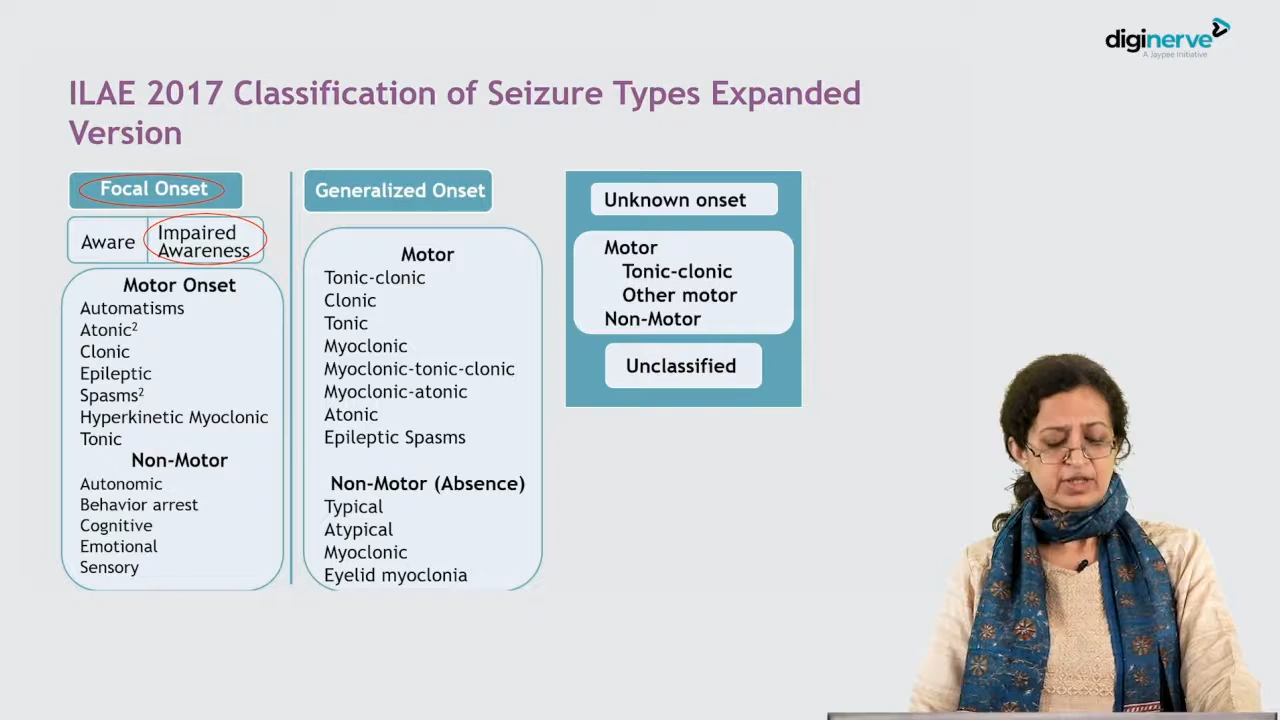 diginerve
A Jaypee Initiative
ILAE 2017 Classification of Seizure Types Expanded
Version
Focal Onset
Aware
Impaired
Awareness
Motor Onset
Automatisms
Atonic²
Clonic
Epileptic
Spasms²
Hyperkinetic Myoclonic
Tonic
Non-Motor
Autonomic
Behavior arrest
Cognitive
Emotional
Sensory
Generalized Onset
Motor
Tonic-clonic
Clonic
Tonic
Myoclonic
Myoclonic-tonic-clonic
Myoclonic-atonic
Atonic
Epileptic Spasms
Non-Motor (Absence)
Typical
Atypical
Myoclonic
Eyelid myoclonia
Unknown onset
Motor
Tonic-clonic
Other motor
Non-Motor
Unclassified